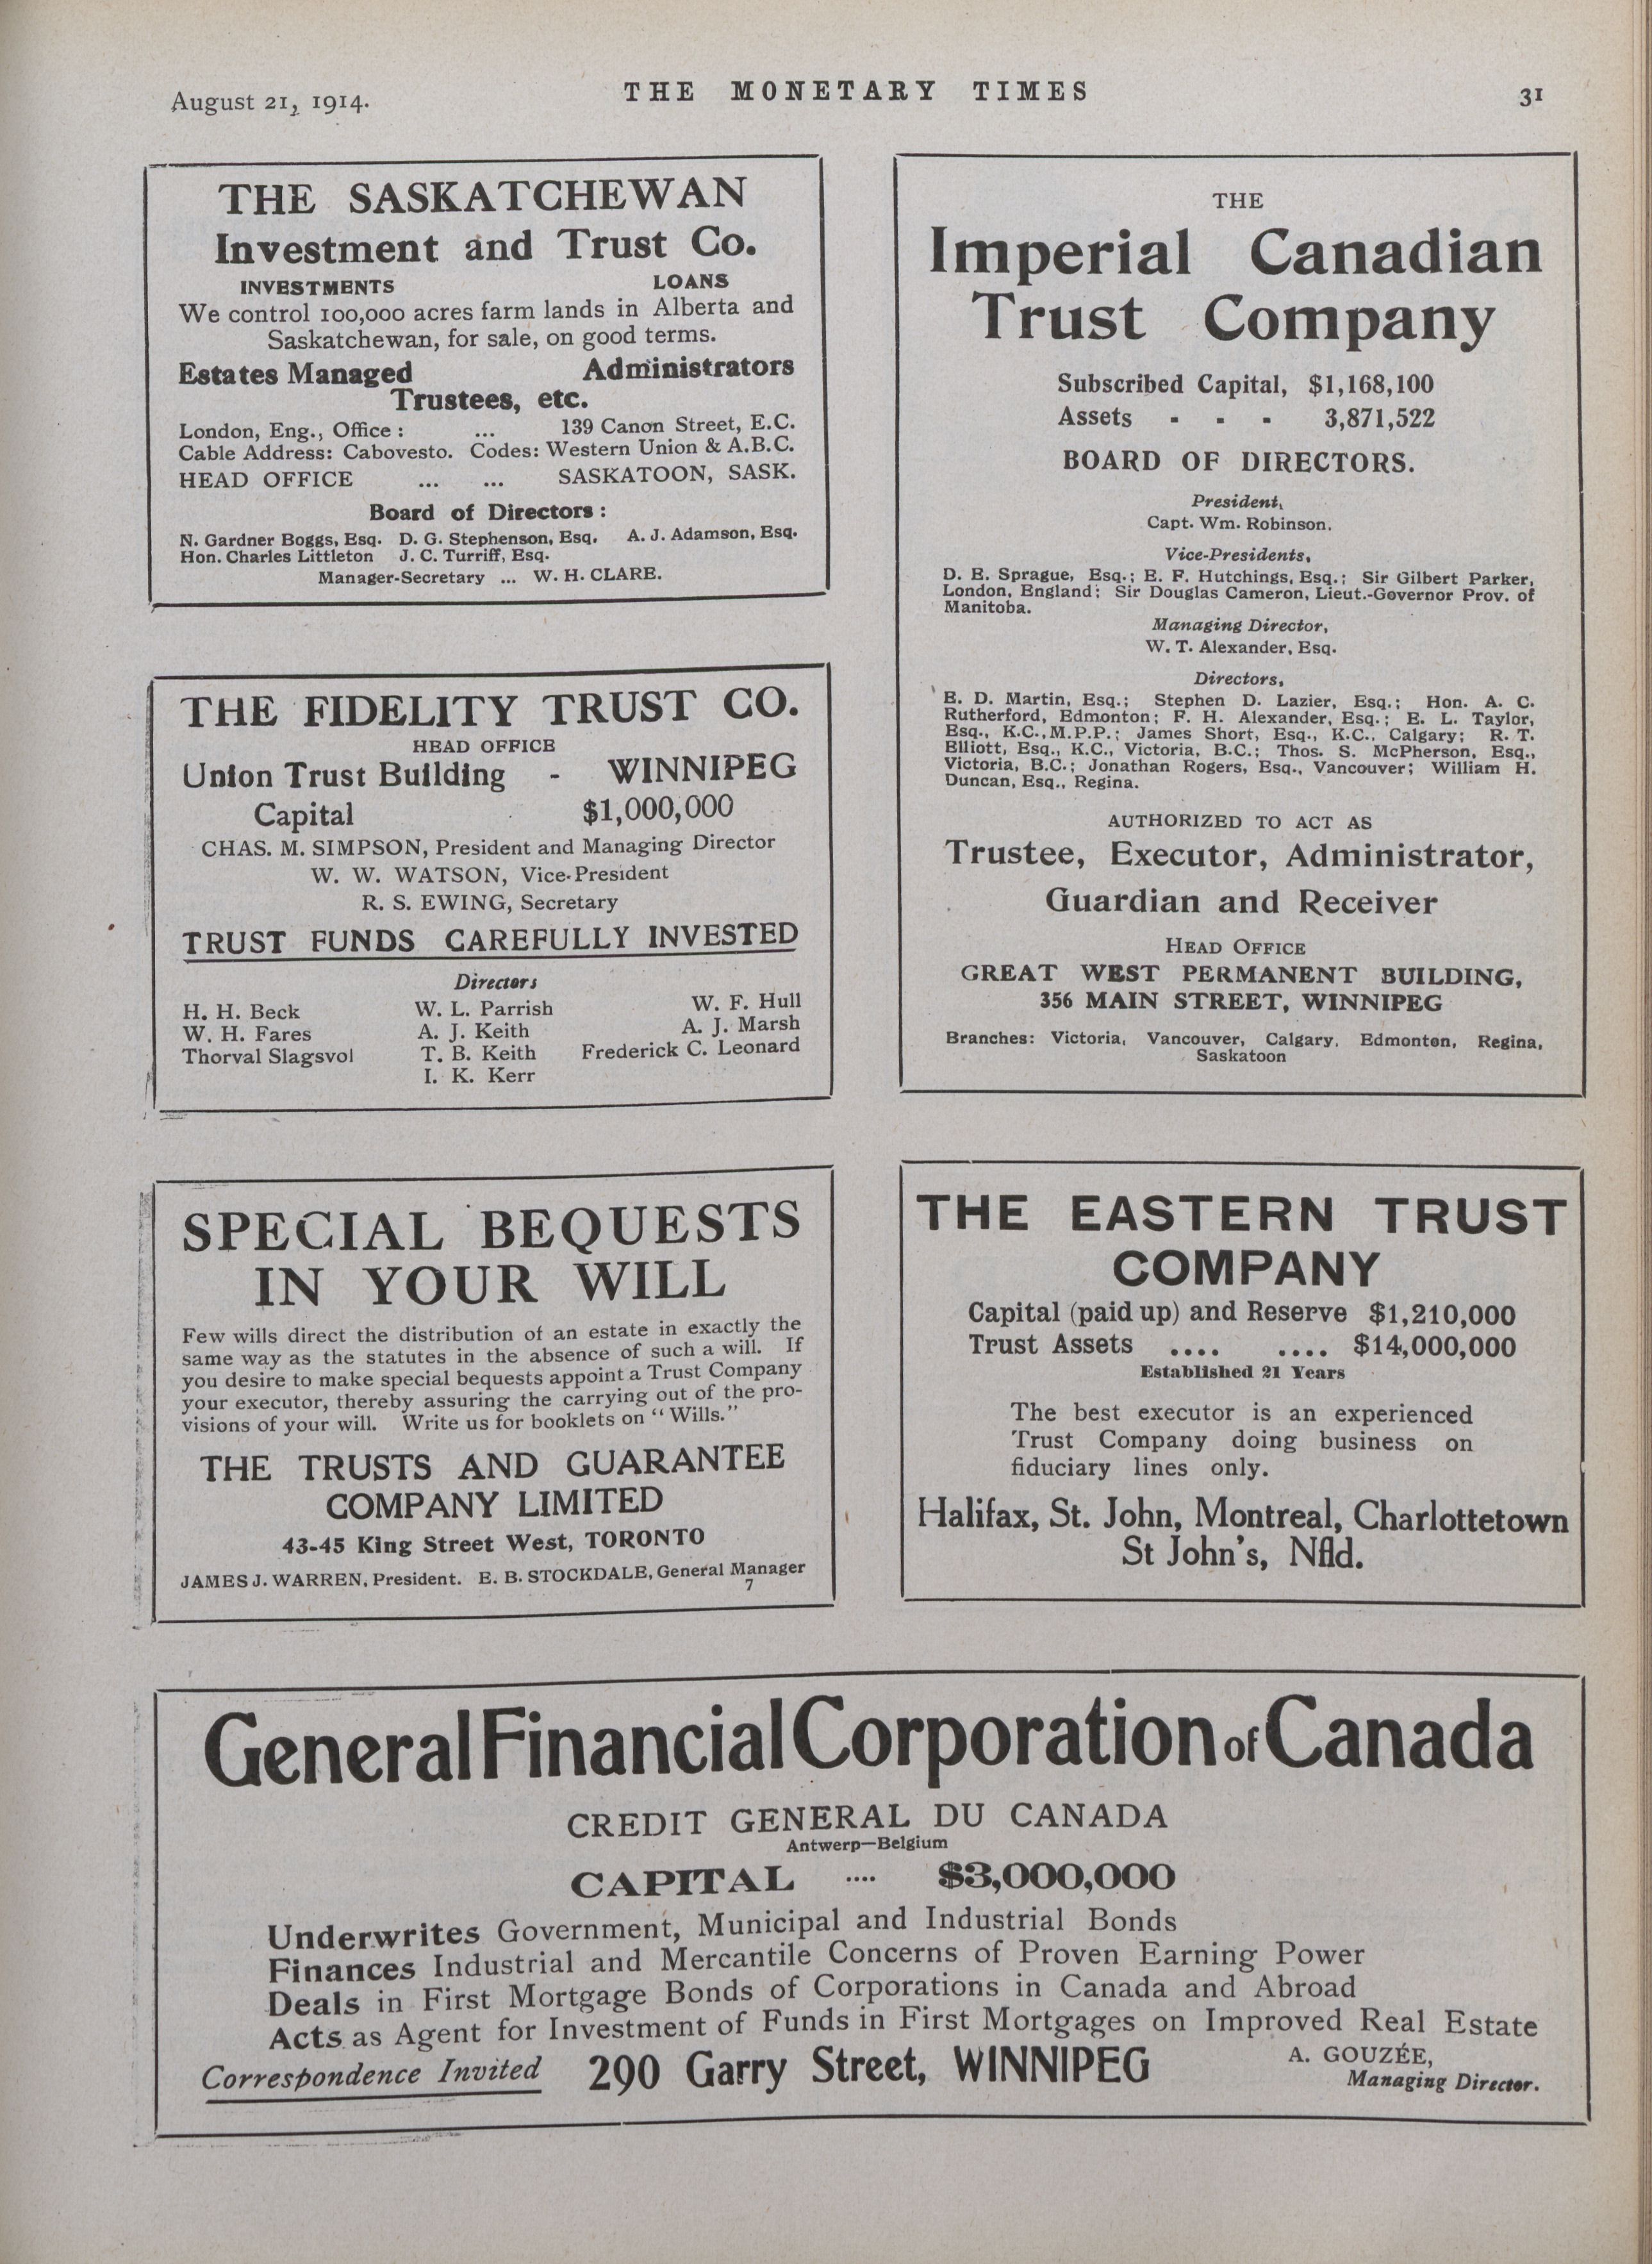 August 21, 1914.
THE MONETARY TIMES
31
THE SASKATCHEWAN
Investment and Trust Co.
INVESTMENTS LOANS
We control 100,000 acres farm lands in Alberta and
Saskatchewan, for sale, on good terms.
Estates Managed Administrators
Trustees, etc.
London, Eng., Office : ... 139 Canon Street, E.C.
Cable Address: Cabovesto. Codes: Western Union & A.B.C.
HEAD OFFICE ... ... SASKATOON, SASK.
Board of Directors :
N. Gardner Boggs, Esq. D. G. Stephenson, Esq. A. J. Adamson, Esq.
Hon. Charles Littleton J. C. Turriff, Esq.
Manager-Secretary ... W. H. CLARE.
THE FIDELITY TRUST CO.
HEAD OFFICE
Union Trust Building - WINNIPEG
Capital $1,000,000
CHAS. M. SIMPSON, President and Managing Director
W. W. WATSON, Vice-President
R. S. EWING, Secretary
TRUST FUNDS CAREFULLY INVESTED
Directors
H. H. Beck W. L. Parrish W. F. Hull
W. H. Fares A. J. Keith A. J. Marsh
Thorval Slagsvol T. B. Keith Frederick C. Leonard
I. K. Kerr
SPECIAL BEQUESTS
IN YOUR WILL
Few wills direct the distribution of an estate in exactly the
same way as the statutes in the absence of such a will. If
you desire to make special bequests appoint a Trust Company
your executor, thereby assuring the carrying out of the pro-
visions of your will. Write us for booklets on “Wills.”
THE TRUSTS AND GUARANTEE
COMPANY LIMITED
43-45 King Street West, TORONTO
JAMES J. WARREN, President. E. B. STOCKDALE, General Manager
7
THE
Imperial Canadian
Trust Company
Subscribed Capital, $1,168,100
Assets - - - 3,871,522
BOARD OF DIRECTORS.
President,
Capt. Wm. Robinson.
Vice-Presidents,
D. E. Sprague, Esq.; E. F. Hutchings, Esq.; Sir Gilbert Parker,
London, England; Sir Douglas Cameron, Lieut.-Governor Prov. of
Manitoba.
Managing Director,
W. T. Alexander, Esq.
Directors,
E. D. Martin, Esq.; Stephen D. Lazier, Esq.; Hon. A. C.
Rutherford, Edmonton; F. H. Alexander, Esq.; E. L. Taylor,
Esq., K.C., M.P.P.; James Short, Esq., K.C., Calgary; R. T.
Elliott, Esq., K.C., Victoria, B.C.; Thos. S. McPherson, Esq.,
Victoria, B.C.; Jonathan Rogers, Esq., Vancouver; William H.
Duncan, Esq., Regina.
AUTHORIZED TO ACT AS
Trustee, Executor, Administrator,
Guardian and Receiver
HEAD OFFICE
GREAT WEST PERMANENT BUILDING,
356 MAIN STREET, WINNIPEG
Branches: Victoria, Vancouver, Calgary, Edmonton, Regina,
Saskatoon
THE EASTERN TRUST
COMPANY
Capital (paid up) and Reserve $1,210,000
Trust Assets .... .... $14,000,000
Established 21 Years
The best executor is an experienced
Trust Company doing business on
fiduciary lines only.
Halifax, St. John, Montreal, Charlottetown
St John's, Nfld.
General Financial Corporation of Canada
CREDIT GENERAL DU CANADA
Antwerp—Belgium
CAPITAL .... $3,000,000
Underwrites Government, Municipal and Industrial Bonds
Finances Industrial and Mercantile Concerns of Proven Earning Power
Deals in First Mortgage Bonds of Corporations in Canada and Abroad
Acts as Agent for Investment of Funds in First Mortgages on Improved Real Estate
Correspondence Invited 290 Garry Street, WINNIPEG A. GOUZÉE,
Managing Director.